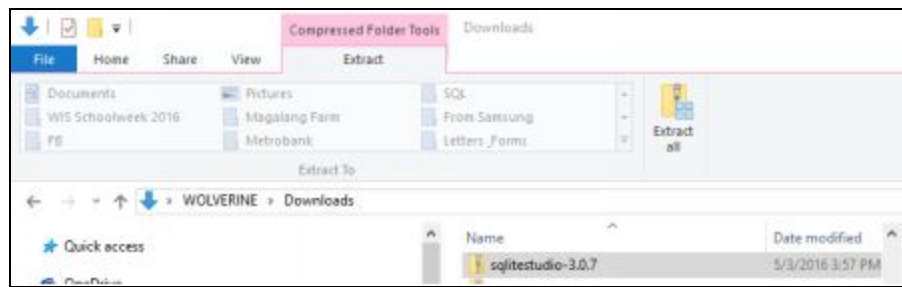 Compressed Folder Tools Downloads
File Home Share View Extract
Documents Pictures SQL
WIS Schoolweek 2016 Magalang Farm From Samsung
FB Metrobank Letters_Forms
Extract all
Extract To
WOLVERINE > Downloads
Quick access Name Date modified
sqlitestudio-3.0.7 5/3/2016 3:57 PM
OneDrive